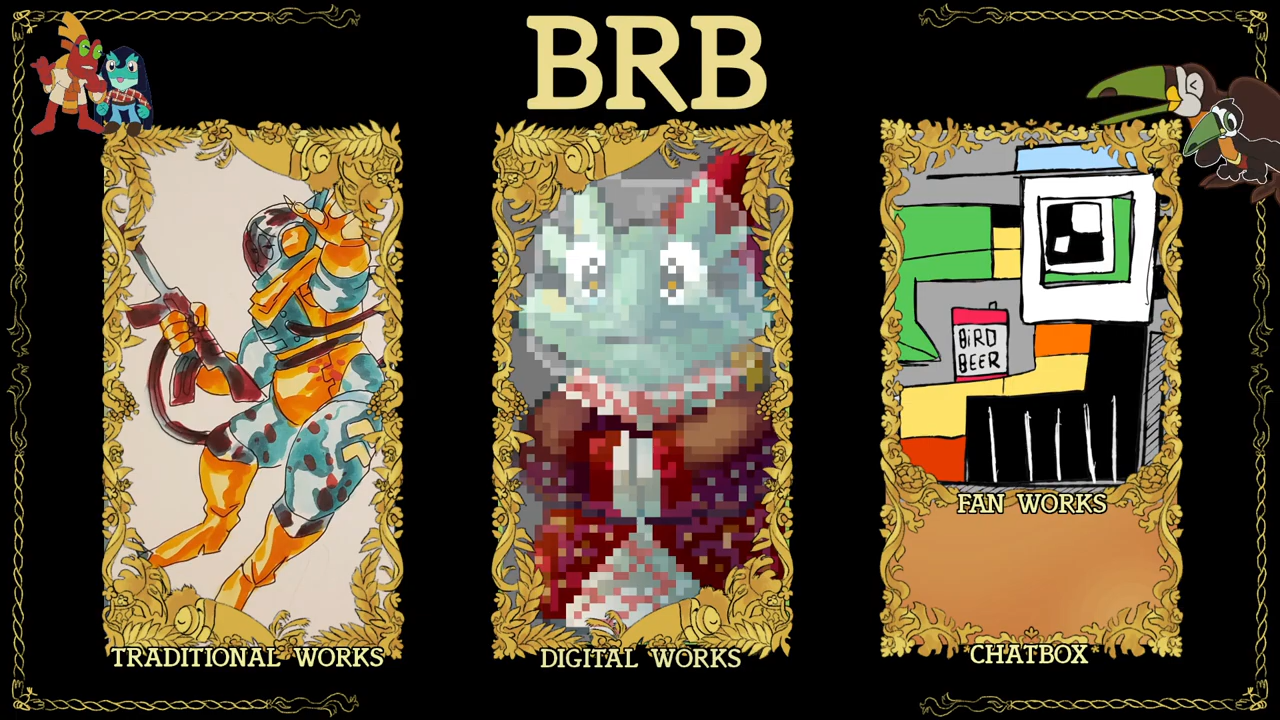 BRB
BiRD
BEER
FAN WORKS
TRADITIONAL WORKS
DIGITAL WORKS
CHATBOX